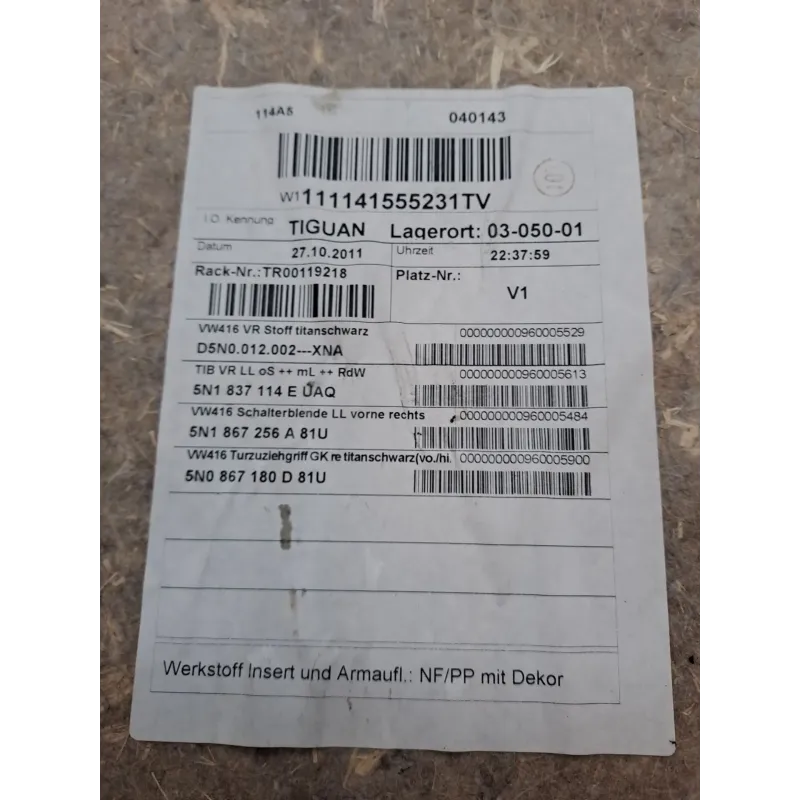 114A5 040143
W1111141555231TV
I.O. Kennung TIGUAN Lagerort: 03-050-01
Datum 27.10.2011 Uhrzeit 22:37:59
Rack-Nr.:TR00119218 Platz-Nr.:
V1
VW416 VR Stoff titanschwarz 000000000960005529
D5N0.012.002---XNA
TIB VR LL oS ++ mL ++ RdW 000000000960005613
5N1 837 114 E UAQ
VW416 Schalterblende LL vorne rechts 000000000960005484
5N1 867 256 A 81U
VW416 Turzuziehgriff GK re titanschwarz(vo./hi. 000000000960005900
5N0 867 180 D 81U
Werkstoff Insert und Armaufl.: NF/PP mit Dekor